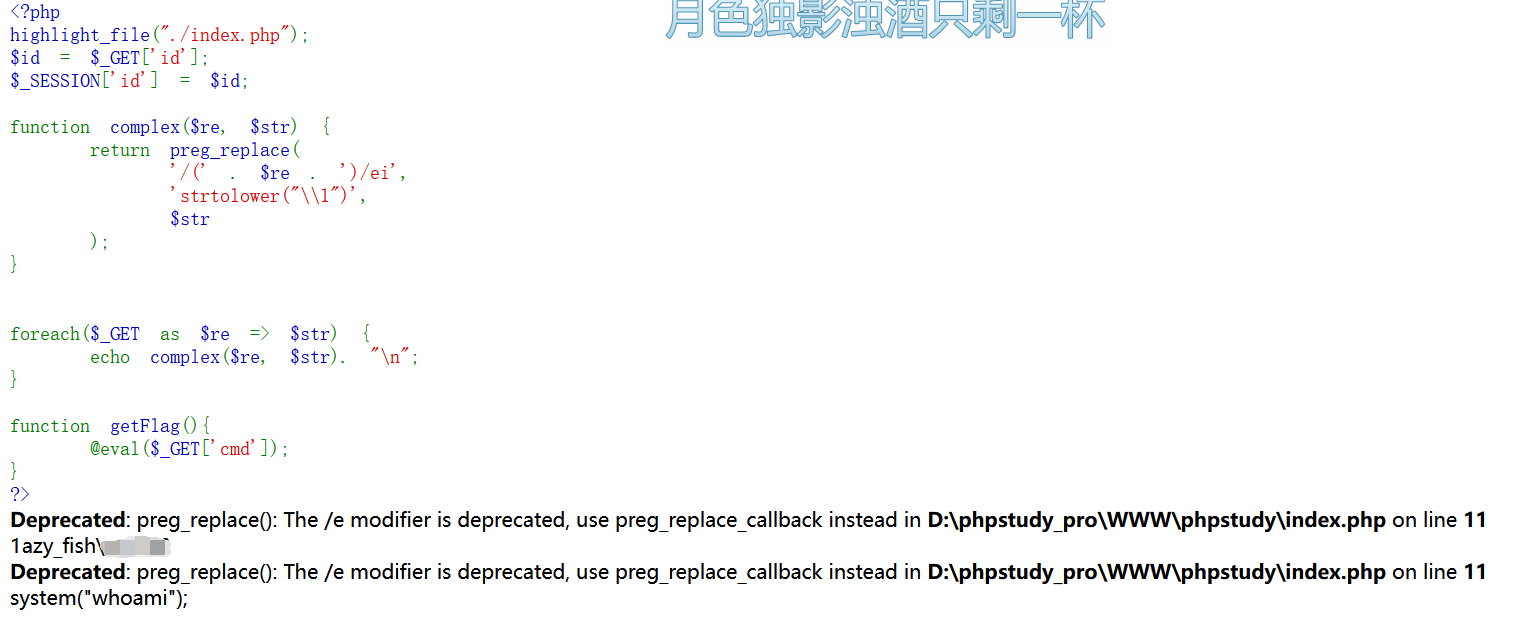 月色独影浊酒只剩一杯
<?php
highlight_file("./index.php");
$id = $_GET['id'];
$_SESSION['id'] = $id;
function complex($re, $str) {
return preg_replace(
'/(' . $re . ')/ei',
'strtolower("\\1")',
$str
);
}
foreach($_GET as $re => $str) {
echo complex($re, $str). "\n";
}
function getFlag(){
@eval($_GET['cmd']);
}
?>
Deprecated: preg_replace(): The /e modifier is deprecated, use preg_replace_callback instead in D:\phpstudy_pro\WWW\phpstudy\index.php on line 11
1azy_fish\
Deprecated: preg_replace(): The /e modifier is deprecated, use preg_replace_callback instead in D:\phpstudy_pro\WWW\phpstudy\index.php on line 11
system("whoami");